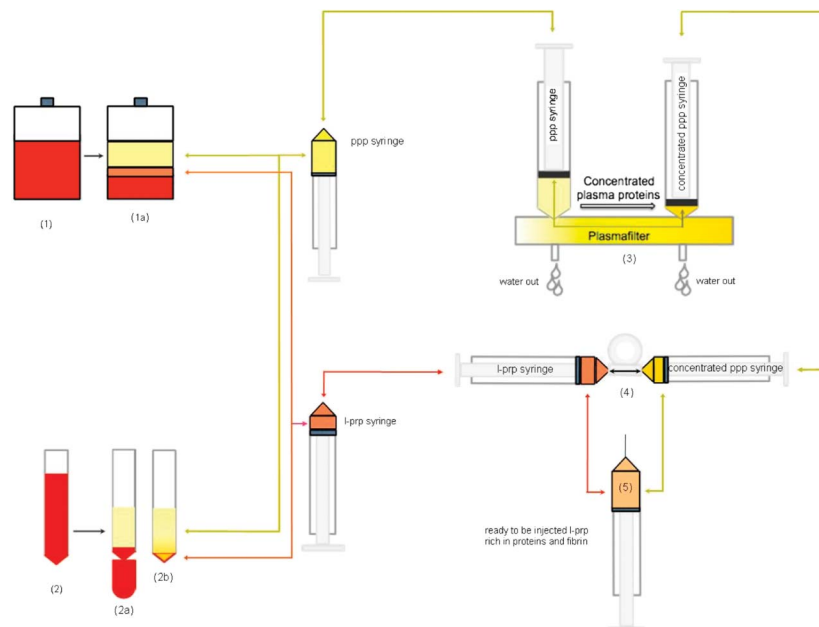 ppp syringe
concentrated ppp syringe
ppp syringe
Concentrated
plasma proteins
Plasmafilter
(1)
(1a)
(3)
water out
water out
l-prp syringe
concentrated ppp syringe
(4)
l-prp syringe
(5)
ready to be injected l-prp
rich in proteins and fibrin
(2)
(2a)
(2b)